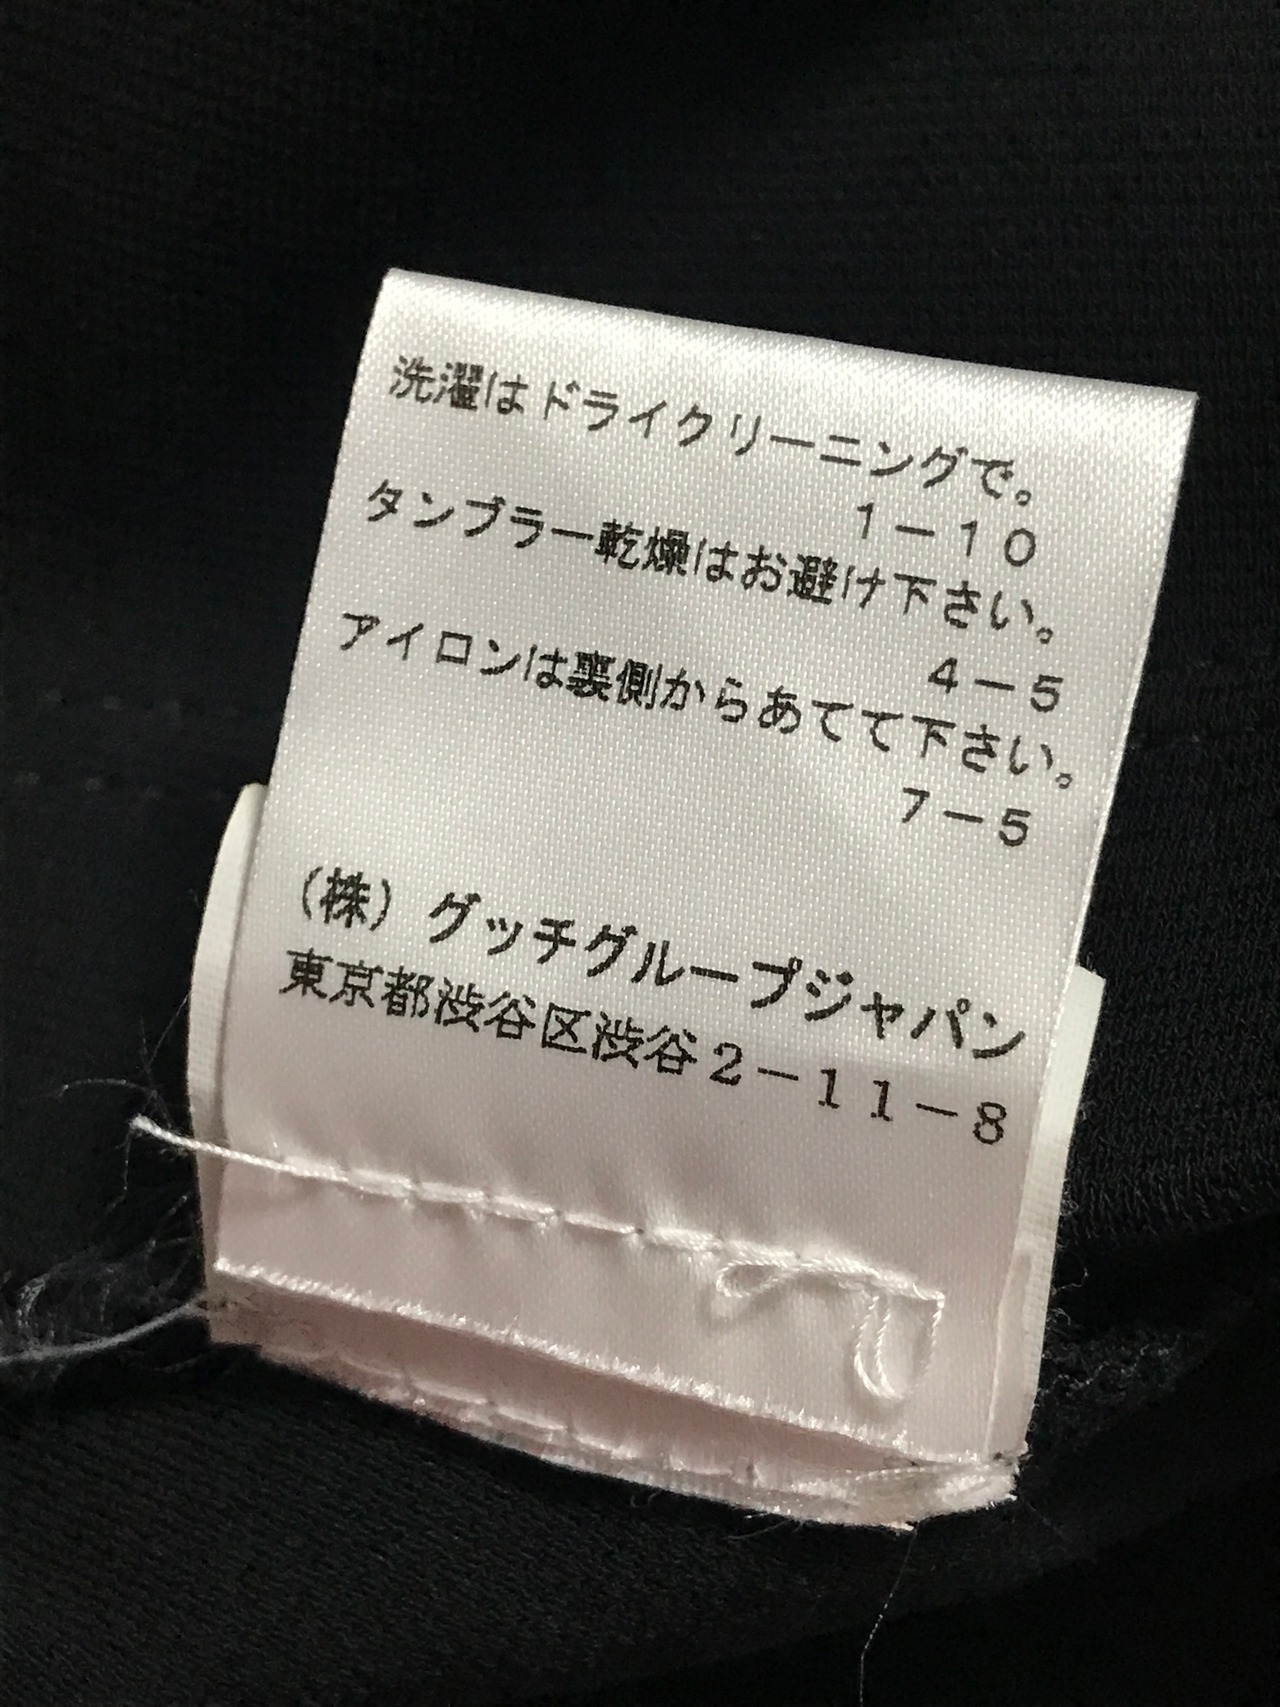 洗濯はドライクリーニングで。
１－１０
タンブラー乾燥はお避け下さい。
４－５
アイロンは裏側からあてて下さい。
７－５
（株）グッチグループジャパン
東京都渋谷区渋谷２－１１－８